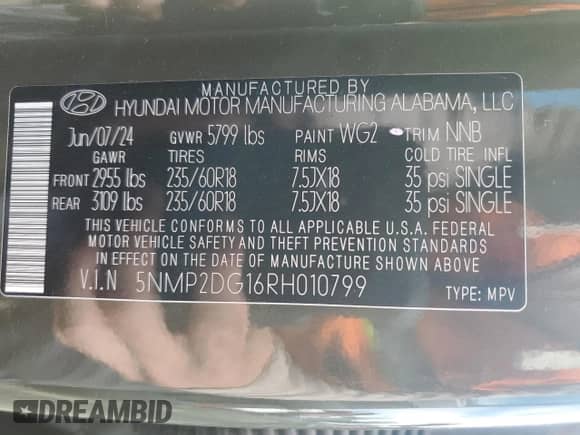 MANUFACTURED BY
HYUNDAI MOTOR MANUFACTURING ALABAMA, LLC
Jun/07/24 GVWR 5799 lbs PAINT WG2 TRIM NNB
GAWR TIRES RIMS COLD TIRE INFL
FRONT 2955 lbs 235/60R18 7.5JX18 35 psi SINGLE
REAR 3109 lbs 235/60R18 7.5JX18 35 psi SINGLE
THIS VEHICLE CONFORMS TO ALL APPLICABLE U.S.A. FEDERAL
MOTOR VEHICLE SAFETY AND THEFT PREVENTION STANDARDS
IN EFFECT ON THE DATE OF MANUFACTURE SHOWN ABOVE
V.I.N 5NMP2DG16RH010799 TYPE: MPV
DREAMBID